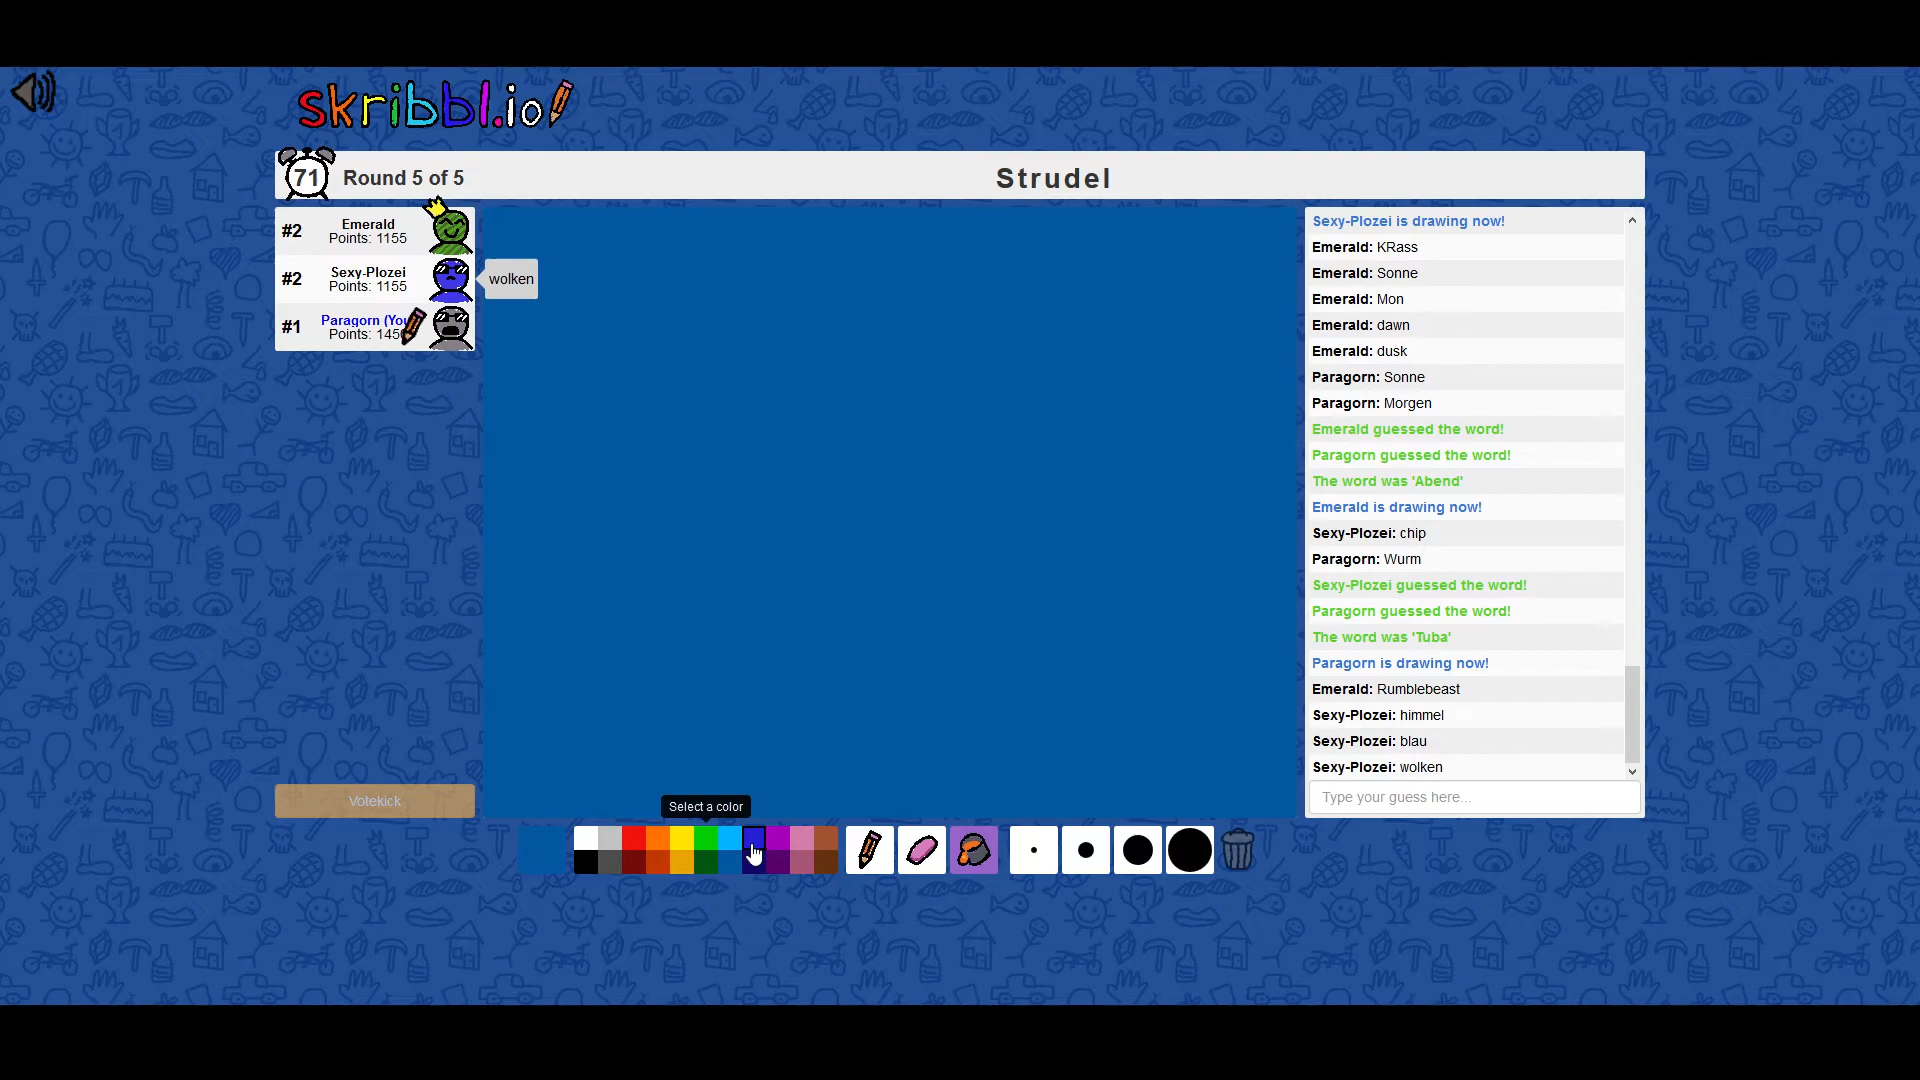 skribbl.io
71
Round 5 of 5
Strudel
#2
Emerald
Points: 1155
#2
Sexy-Plozei
Points: 1155
wolken
#1
Paragorn (You
Points: 145
Votekick
Sexy-Plozei is drawing now!
Emerald: KRass
Emerald: Sonne
Emerald: Mon
Emerald: dawn
Emerald: dusk
Paragorn: Sonne
Paragorn: Morgen
Emerald guessed the word!
Paragorn guessed the word!
The word was 'Abend'
Emerald is drawing now!
Sexy-Plozei: chip
Paragorn: Wurm
Sexy-Plozei guessed the word!
Paragorn guessed the word!
The word was 'Tuba'
Paragorn is drawing now!
Emerald: Rumblebeast
Sexy-Plozei: himmel
Sexy-Plozei: blau
Sexy-Plozei: wolken
Type your guess here...
Select a color